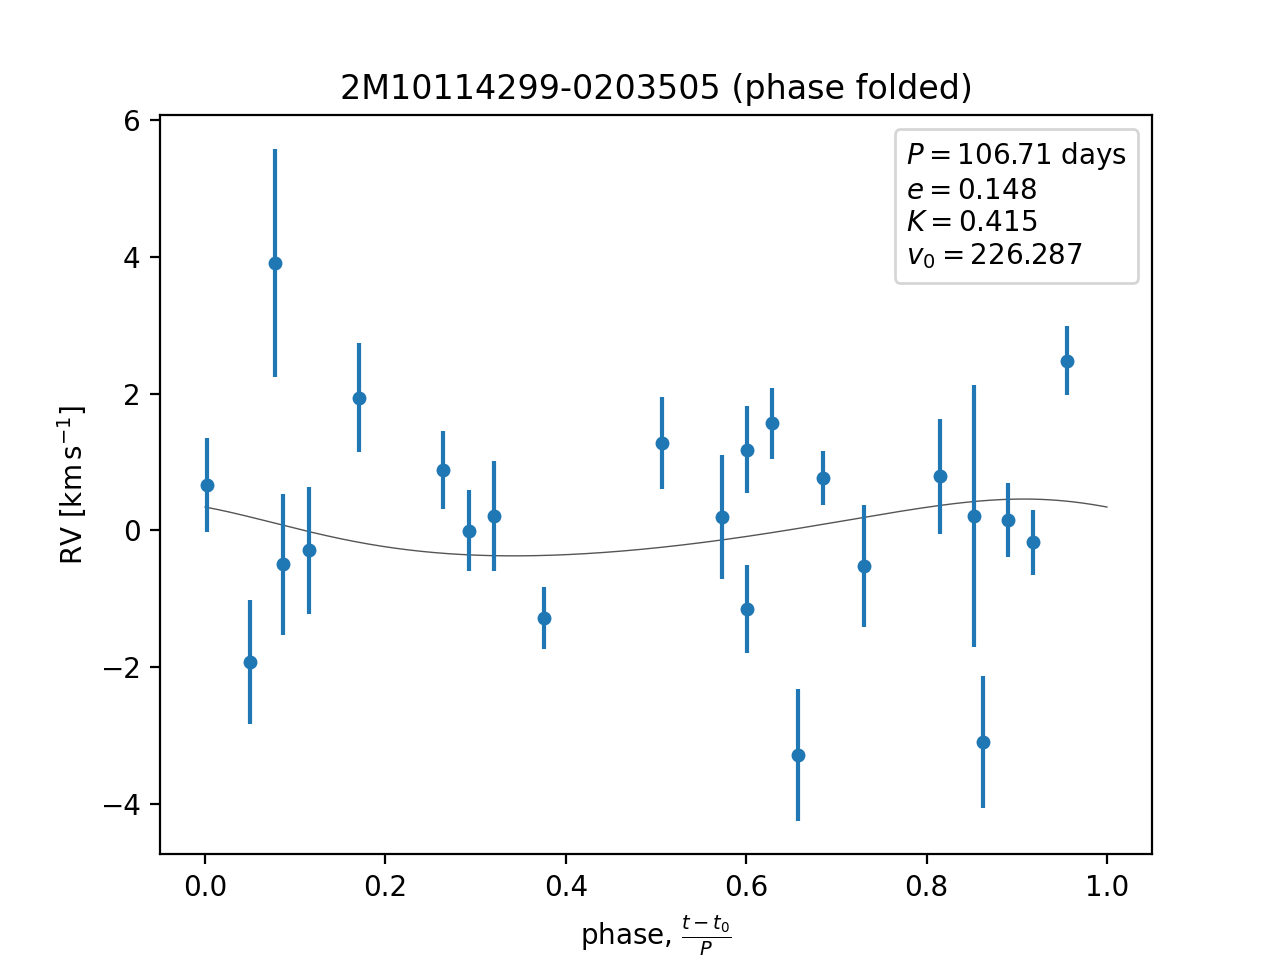 2M10114299-0203505 (phase folded)
P = 106.71 days
e = 0.148
K = 0.415
v₀ = 226.287
6
4
2
0
−2
−4
RV [km s⁻¹]
0.0 0.2 0.4 0.6 0.8 1.0
phase, (t − t₀)/P